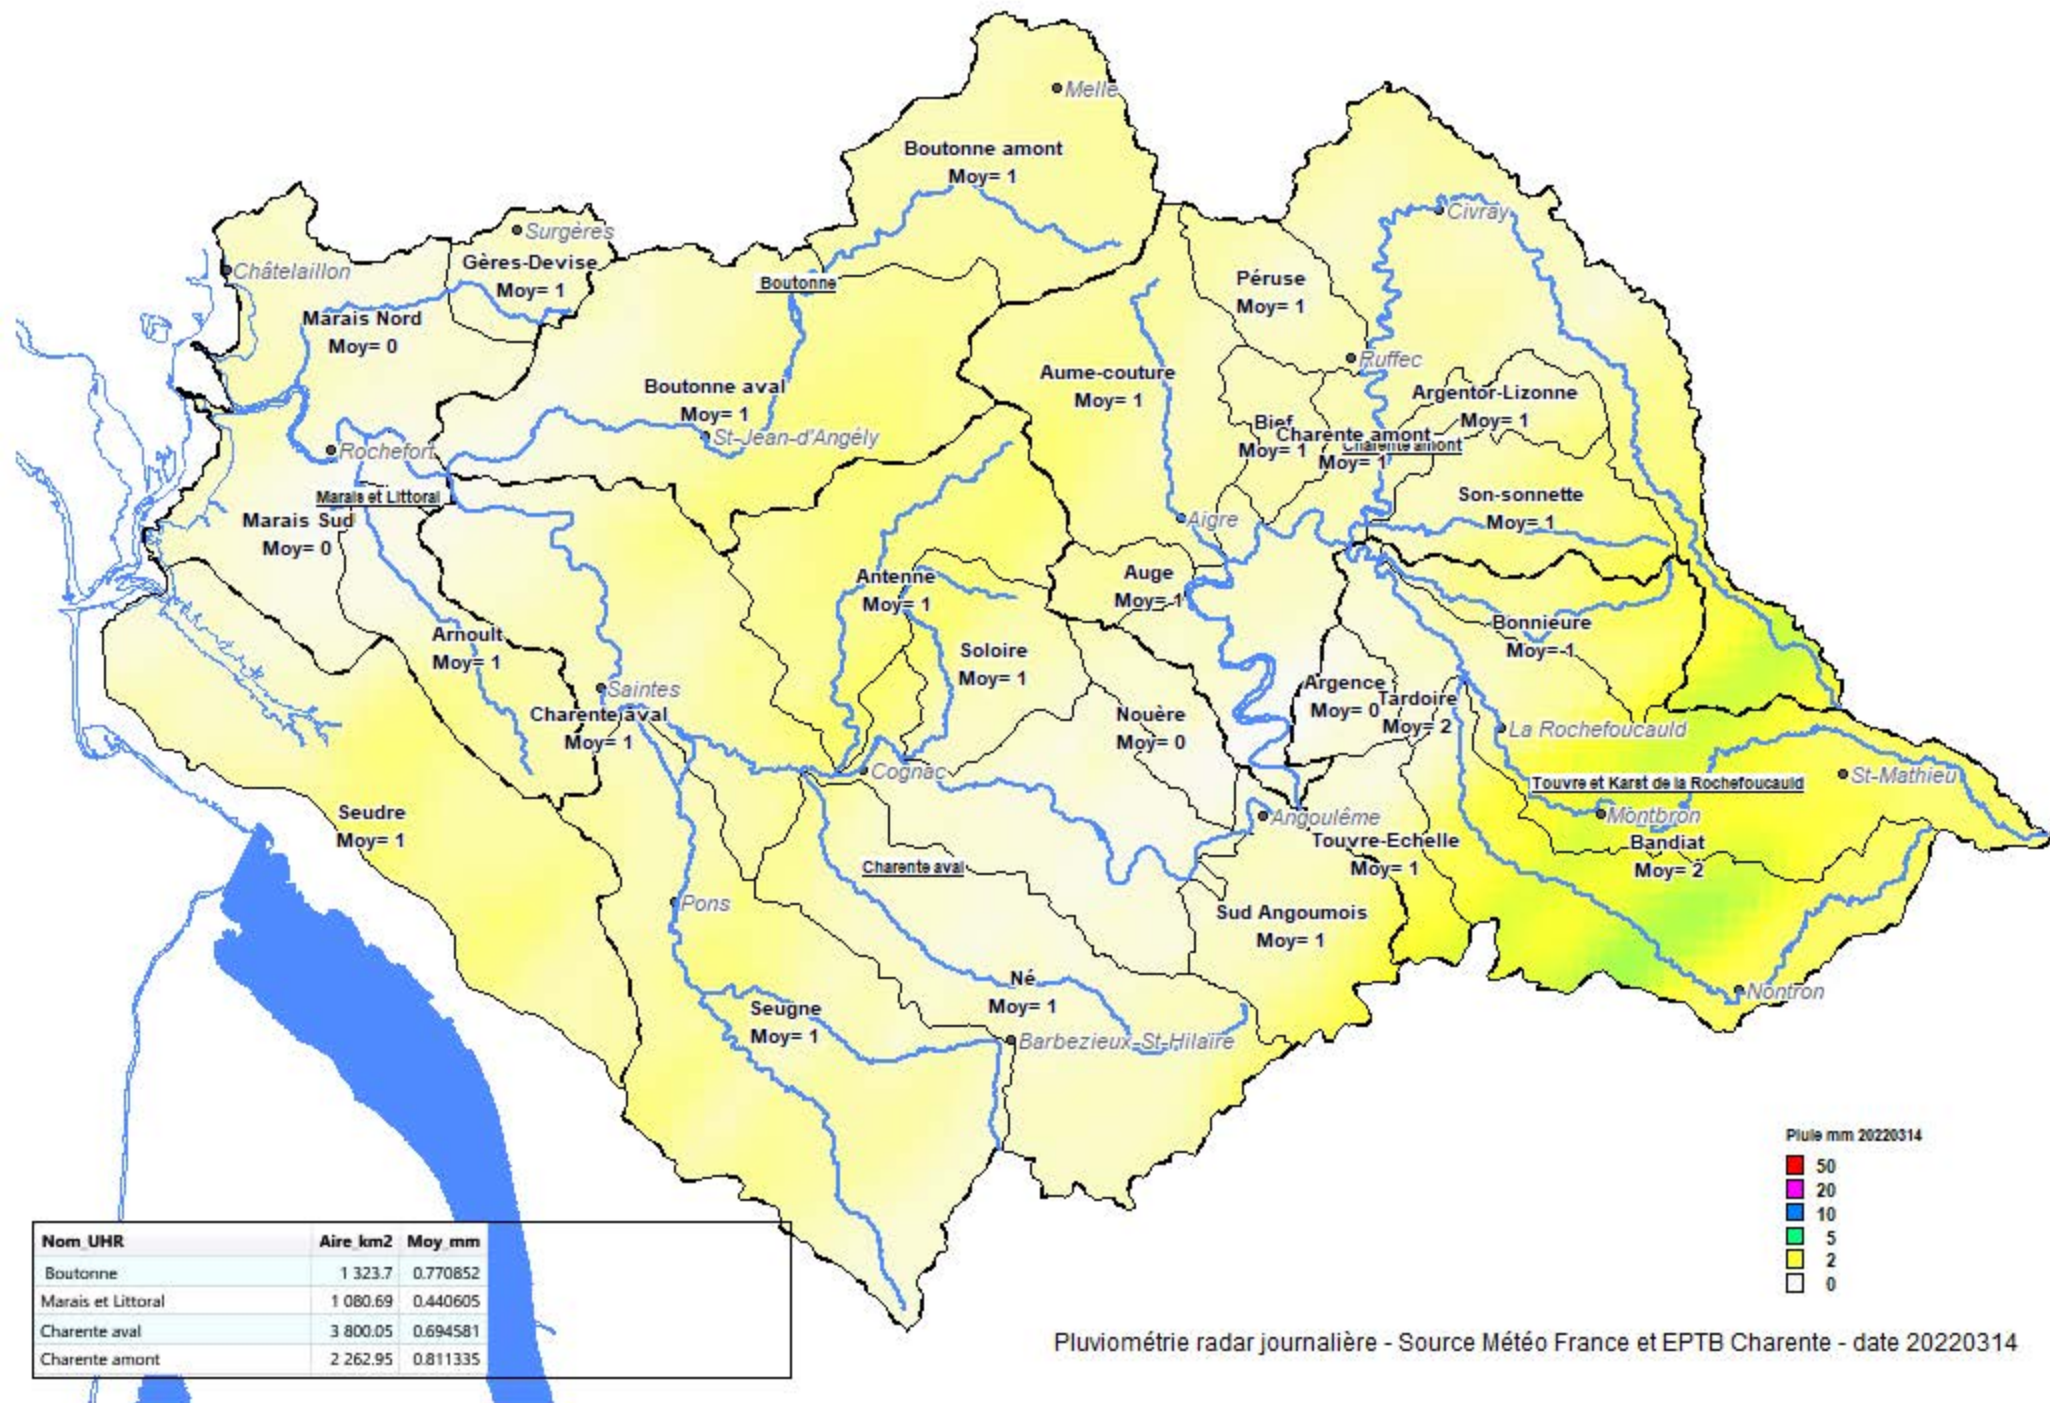 Melle
Boutonne amont
Moy= 1
Civray
Surgères
Châtelaillon
Gères-Devise
Moy= 1
Boutonne
Péruse
Moy= 1
Marais Nord
Moy= 0
Ruffec
Aume-couture
Moy= 1
Boutonne aval
Moy= 1
Argentor-Lizonne
Moy= 1
Bief
Moy= 1
Charente amont
Moy= 1
Charente amont
St-Jean-d'Angély
Rochefort
Marais et Littoral
Son-sonnette
Moy= 1
Marais Sud
Moy= 0
Aigre
Antenne
Moy= 1
Auge
Moy= 1
Bonnieure
Moy= 1
Arnoult
Moy= 1
Soloire
Moy= 1
Saintes
Argence
Moy= 0
Tardoire
Moy= 2
Charente aval
Moy= 1
Nouère
Moy= 0
La Rochefoucauld
Cognac
St-Mathieu
Touvre et Karst de la Rochefoucauld
Seudre
Moy= 1
Angoulême
Montbron
Touvre-Echelle
Moy= 1
Bandiat
Moy= 2
Charente aval
Pons
Sud Angoumois
Moy= 1
Né
Moy= 1
Nontron
Seugne
Moy= 1
Barbezieux-St-Hilaire
Pluie mm 20220314
50
20
10
5
2
0
Nom_UHR Aire_km2 Moy_mm
Boutonne 1 323.7 0.770852
Marais et Littoral 1 080.69 0.440605
Charente aval 3 800.05 0.694581
Charente amont 2 262.95 0.811335
Pluviométrie radar journalière - Source Météo France et EPTB Charente - date 20220314